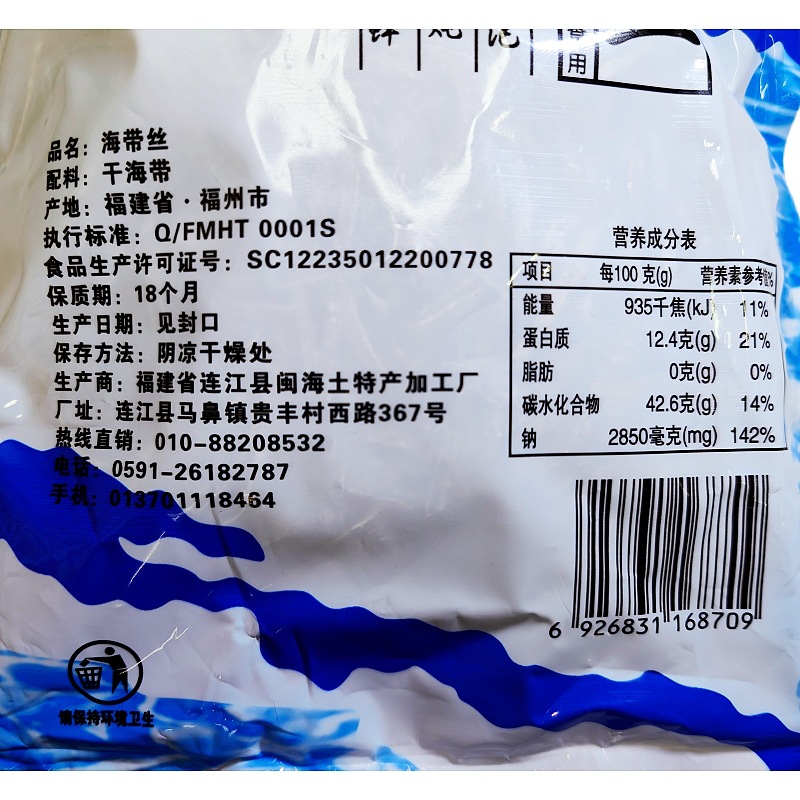 食用
品名：海带丝
配料：干海带
产地：福建省·福州市
执行标准：Q/FMHT 0001S
食品生产许可证号：SC12235012200778
保质期：18个月
生产日期：见封口
保存方法：阴凉干燥处
生产商：福建省连江县闽海土特产加工厂
厂址：连江县马鼻镇贵丰村西路367号
热线直销：010-88208532
电话：0591-26182787
手机：013701118464
营养成分表
项目 每100克(g) 营养素参考值%
能量 935千焦(kJ) 11%
蛋白质 12.4克(g) 21%
脂肪 0克(g) 0%
碳水化合物 42.6克(g) 14%
钠 2850毫克(mg) 142%
6 926831 168709
请保持环境卫生